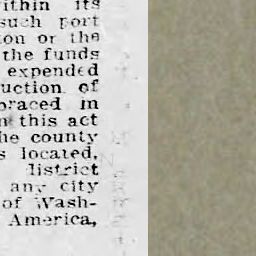 ithin its
such port
ion or the
the funds
expended
uction of
braced in
n this act
he county
s located,
district
any city
of Wash-
America,